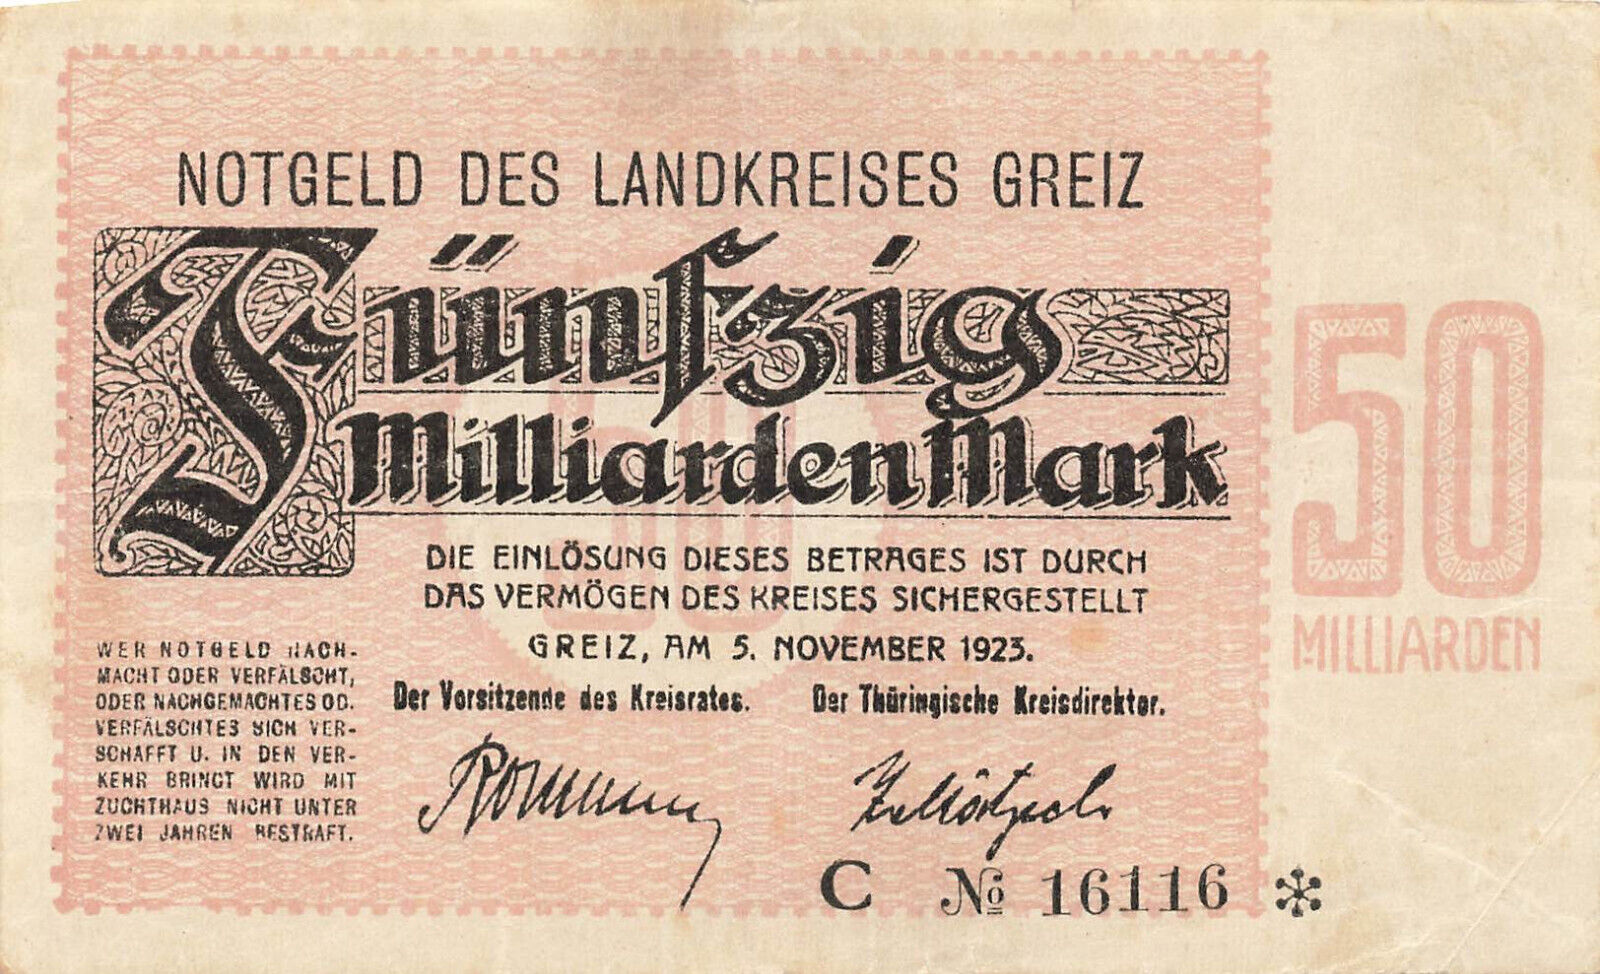 NOTGELD DES LANDKREISES GREIZ
Fünfzig
Milliarden Mark
50
MILLIARDEN
DIE EINLÖSUNG DIESES BETRAGES IST DURCH
DAS VERMÖGEN DES KREISES SICHERGESTELLT
GREIZ, AM 5. NOVEMBER 1923.
Der Vorsitzende des Kreisrates.
Der Thüringische Kreisdirektor.
WER NOTGELD NACH-
MACHT ODER VERFÄLSCHT,
ODER NACHGEMACHTES OD.
VERFÄLSCHTES SICH VER-
SCHAFFT U. IN DEN VER-
KEHR BRINGT WIRD MIT
ZUCHTHAUS NICHT UNTER
ZWEI JAHREN BESTRAFT.
C № 16116 *